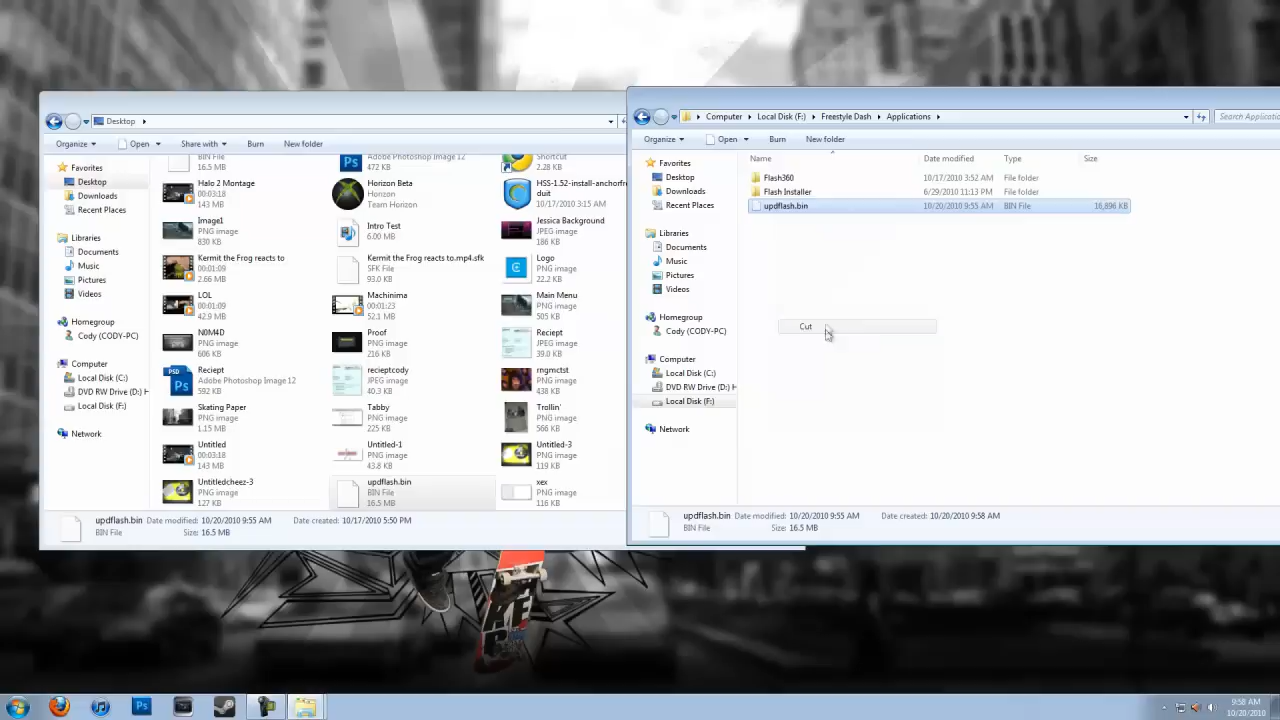 Desktop
Organize
Open
Share with
Burn
New folder
Favorites
Desktop
Downloads
Recent Places
Libraries
Documents
Music
Pictures
Videos
Homegroup
Cody (CODY-PC)
Computer
Local Disk (C:)
DVD RW Drive (D:) H
Local Disk (F:)
Network
BIN File
16.5 MB
Adobe Photoshop Image 12
472 KB
Shortcut
2.28 KB
Halo 2 Montage
00:03:18
143 MB
Horizon Beta
Horizon
Team Horizon
HSS-1.52-install-anchorfre
duit
10/17/2010 3:15 AM
Image1
PNG image
830 KB
Intro Test
6.00 MB
Jessica Background
JPEG image
186 KB
Kermit the Frog reacts to
00:01:09
2.66 MB
Kermit the Frog reacts to.mp4.sfk
SFK File
93.0 KB
Logo
PNG image
22.2 KB
LOL
00:01:09
42.9 MB
Machinima
00:01:23
52.1 MB
Main Menu
PNG image
506 KB
N0M4D
PNG image
606 KB
Proof
PNG image
216 KB
Reciept
JPEG image
39.0 KB
Reciept
Adobe Photoshop Image 12
592 KB
recieptcody
JPEG image
40.3 KB
rngmctst
PNG image
438 KB
Skating Paper
PNG image
1.15 MB
Tabby
PNG image
225 KB
Trollin'
PNG image
566 KB
Untitled
00:03:18
143 MB
Untitled-1
PNG image
43.8 KB
Untitled-3
PNG image
119 KB
Untitledcheez-3
PNG image
127 KB
updflash.bin
BIN File
16.5 MB
xex
PNG image
116 KB
updflash.bin Date modified: 10/20/2010 9:55 AM Date created: 10/17/2010 5:50 PM
BIN File Size: 16.5 MB
Computer Local Disk (F:) Freestyle Dash Applications
Search Applicatio
Organize
Open
Burn
New folder
Favorites
Desktop
Downloads
Recent Places
Libraries
Documents
Music
Pictures
Videos
Homegroup
Cody (CODY-PC)
Computer
Local Disk (C:)
DVD RW Drive (D:) H
Local Disk (F:)
Network
Name Date modified Type Size
Flash360 10/17/2010 3:52 AM File folder
Flash Installer 6/29/2010 11:13 PM File folder
updflash.bin 10/20/2010 9:55 AM BIN File 16,896 KB
Cut
updflash.bin Date modified: 10/20/2010 9:55 AM Date created: 10/20/2010 9:58 AM
BIN File Size: 16.5 MB
Ps
9:58 AM
10/20/2010